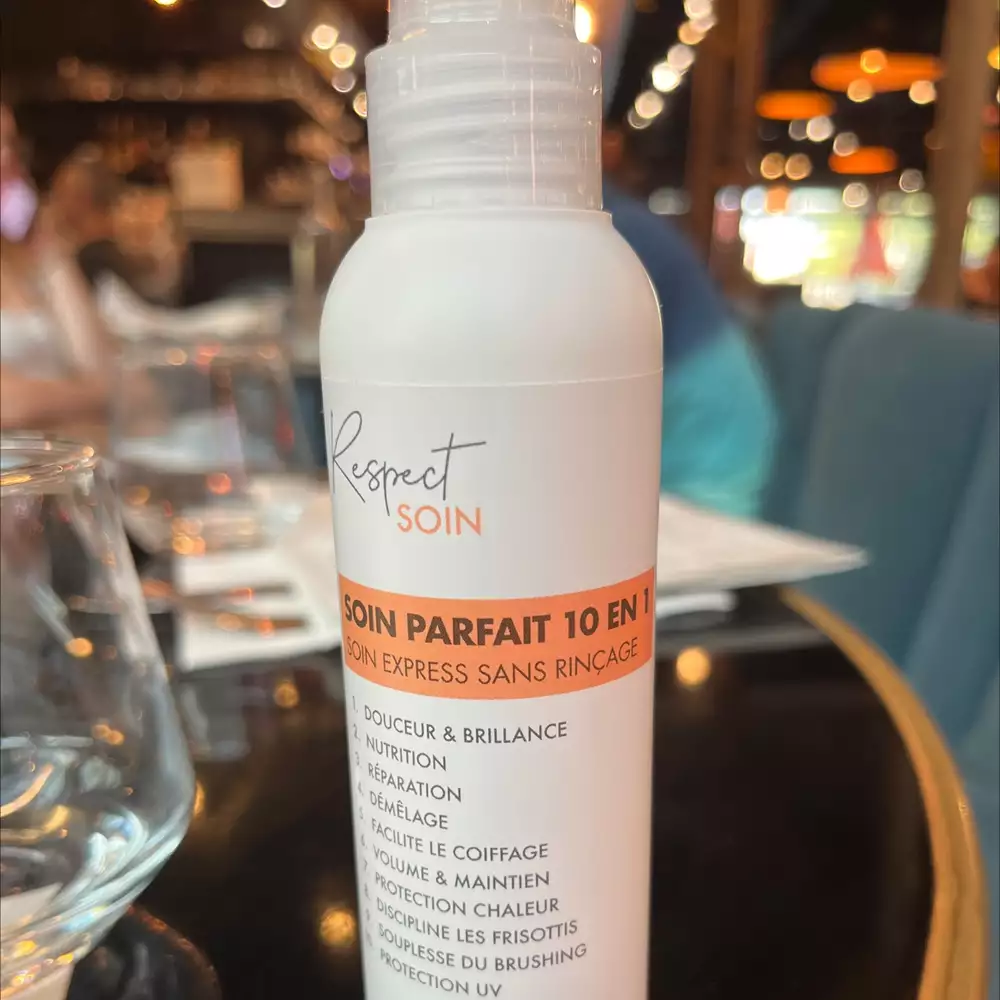 Respect
SOIN
SOIN PARFAIT 10 EN 1
SOIN EXPRESS SANS RINÇAGE
1. DOUCEUR & BRILLANCE
2. NUTRITION
3. RÉPARATION
4. DÉMÊLAGE
5. FACILITE LE COIFFAGE
6. VOLUME & MAINTIEN
7. PROTECTION CHALEUR
8. DISCIPLINE LES FRISOTTIS
9. SOUPLESSE DU BRUSHING
10. PROTECTION UV